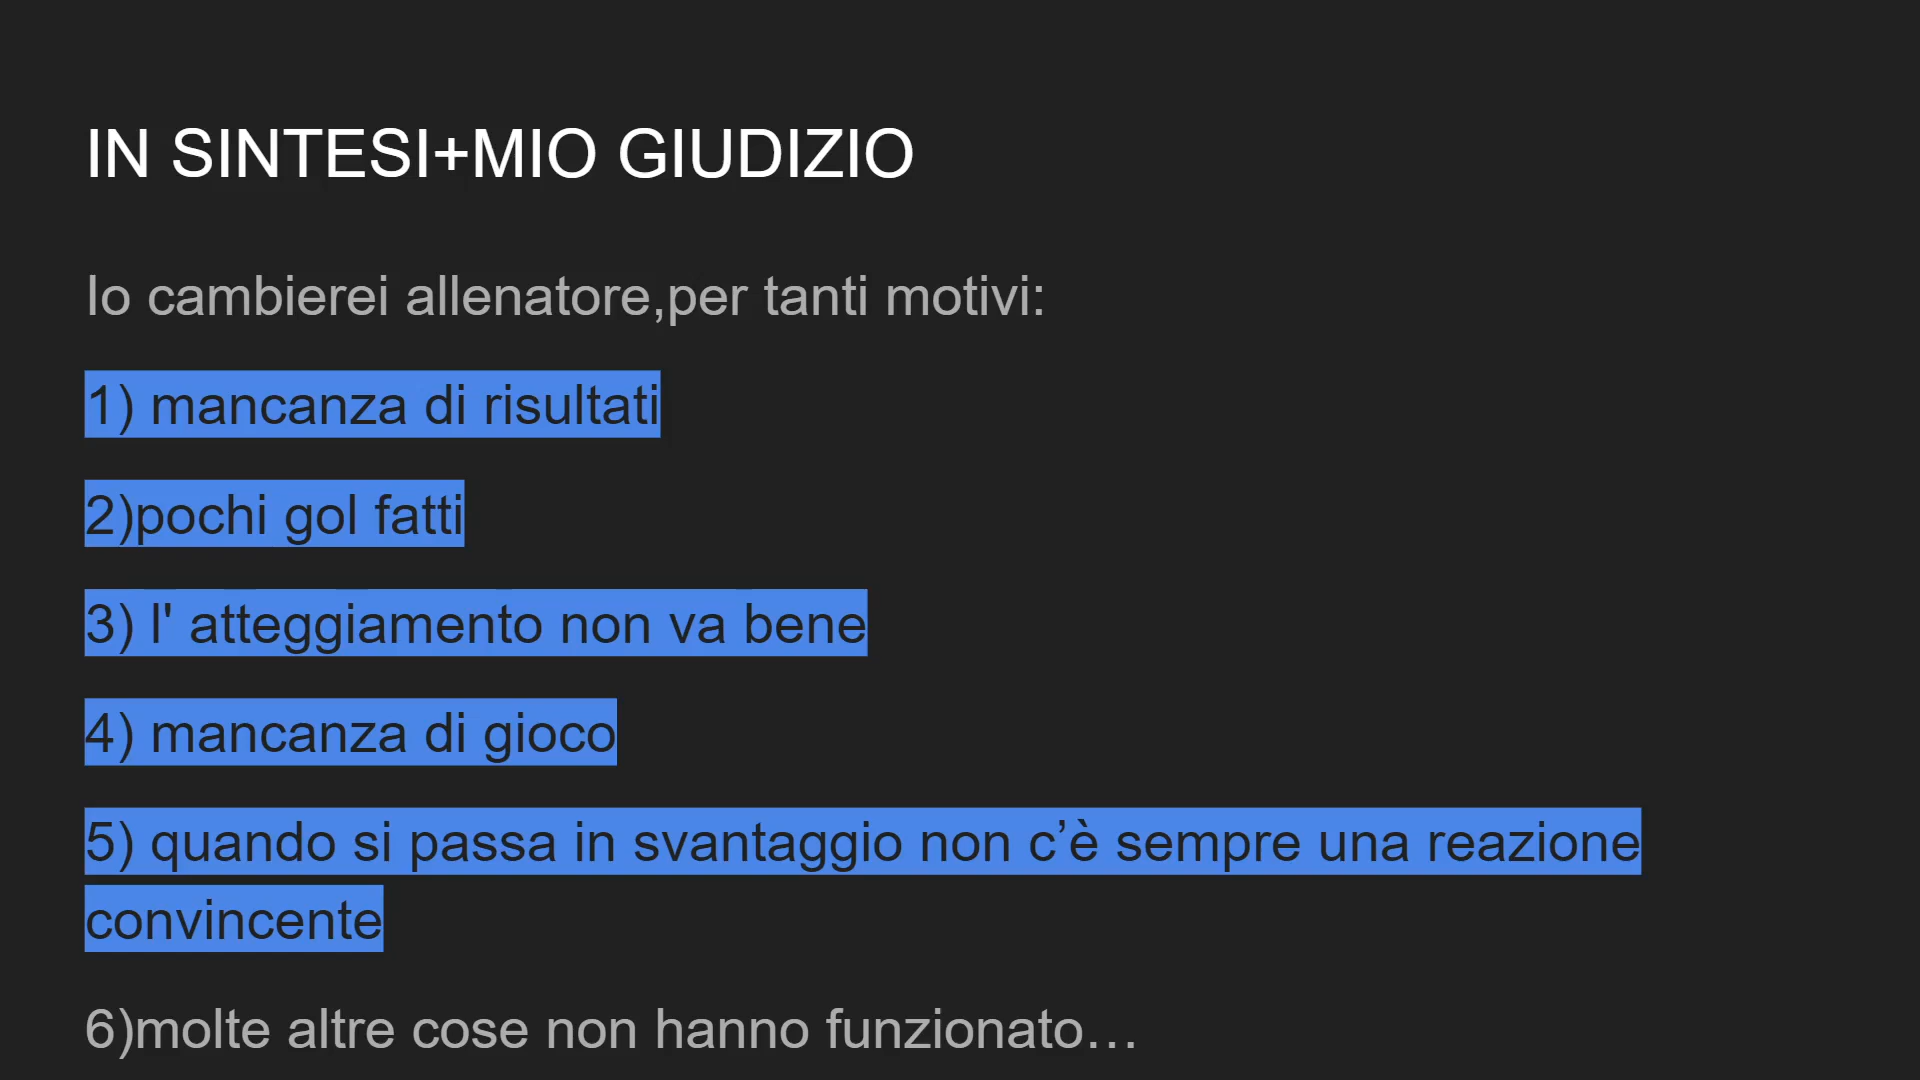 IN SINTESI+MIO GIUDIZIO
Io cambierei allenatore,per tanti motivi:
1) mancanza di risultati
2)pochi gol fatti
3) l' atteggiamento non va bene
4) mancanza di gioco
5) quando si passa in svantaggio non c’è sempre una reazione
convincente
6)molte altre cose non hanno funzionato…